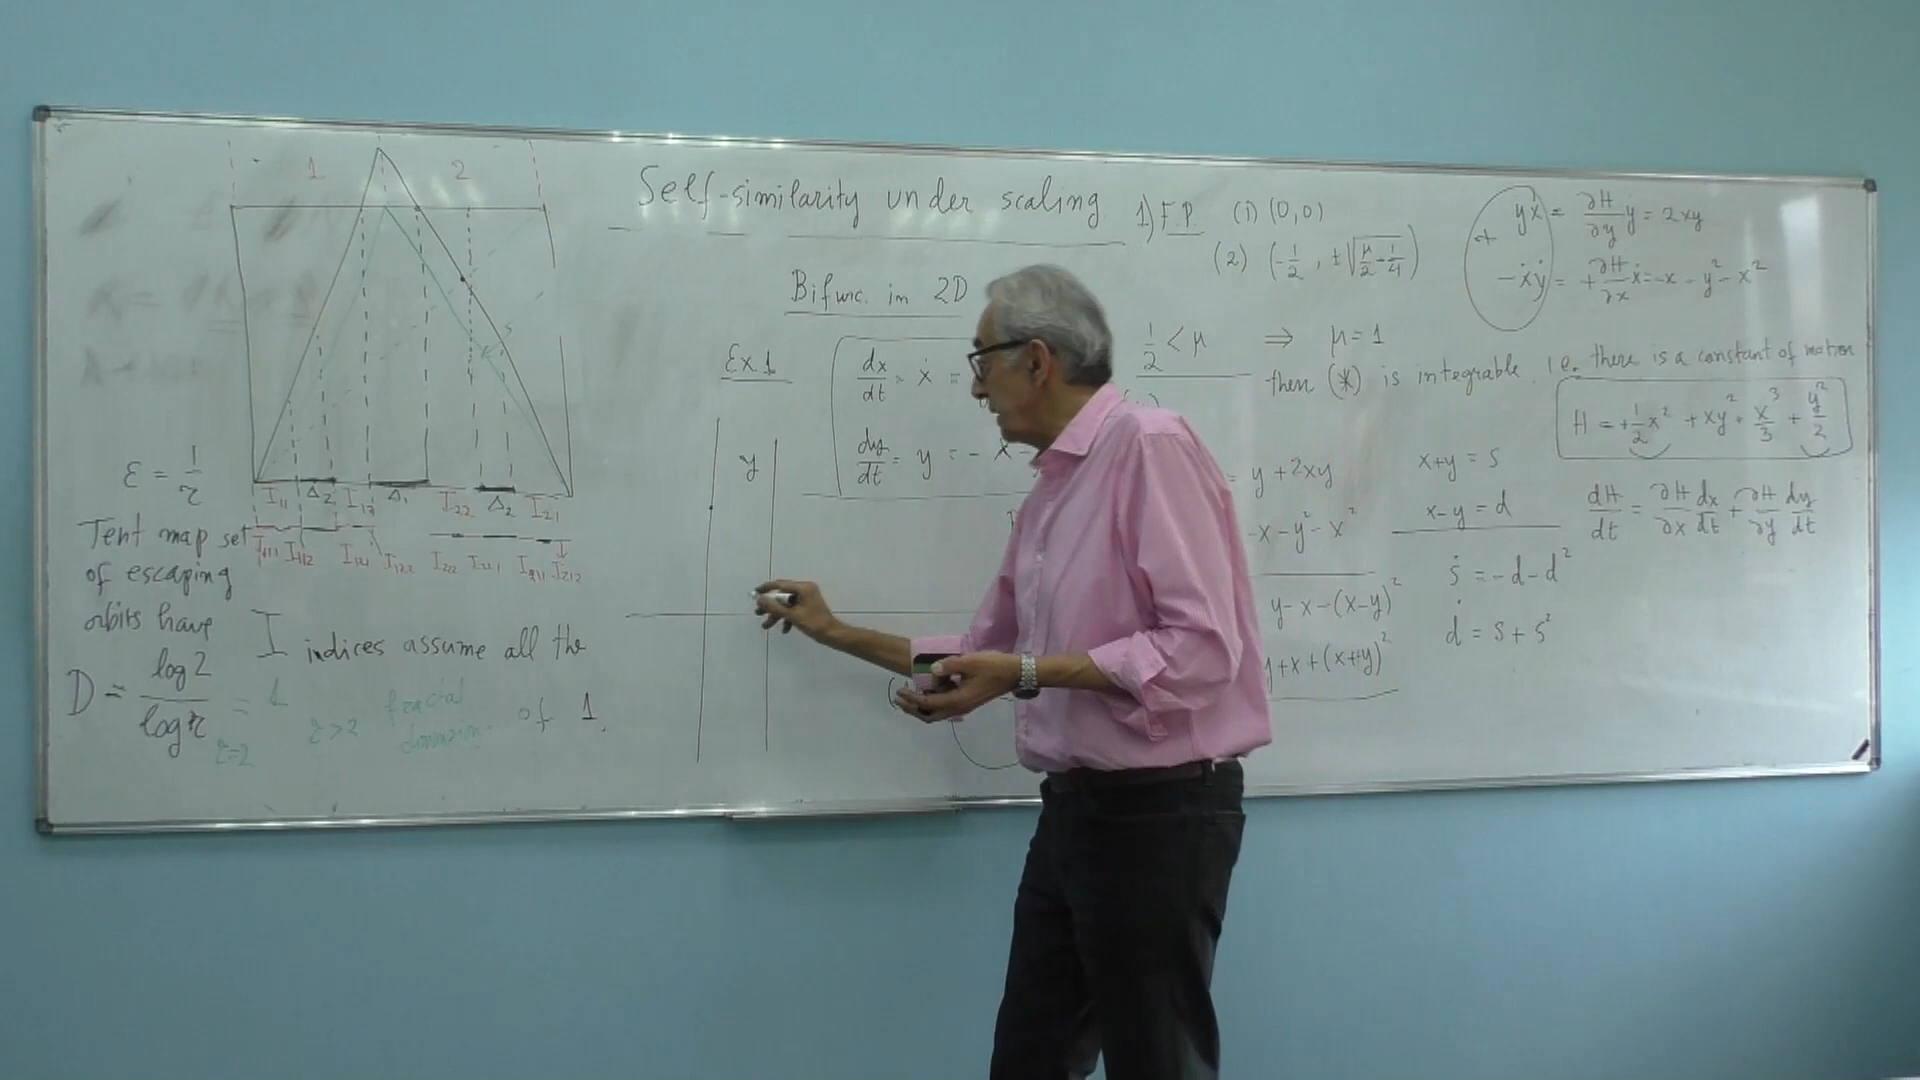 1 2
ε = 1/r
I₁₁ Δ₂ I₁₂ Δ₁ I₂₂ Δ₂ I₂₁
I₁₁₁ I₁₁₂ I₁₂₁ I₁₂₂ I₂₂₂ I₂₂₁ I₂₁₁ I₂₁₂
Tent map set
of escaping
orbits have
D = log2/logr = 1
r=2
r>2 fractal
dimension
I indices assume all the
of 1.
Self-similarity under scaling
Bifurc. in 2D
Ex.1
dx/dt = ẋ =
dy/dt = y = - x -
y
1) F.P. (1) (0,0)
(2) (-1/2, ±√(μ/2 - 1/4))
1/2 < μ ⇒ μ = 1
then (*) is integrable. i.e. there is a constant of motion
H = +1/2 x² + xy² + x³/3 + y²/2
= y + 2xy
-x - y² - x²
y - x - (x-y)²
y + x + (x+y)²
x+y = s
x-y = d
ṡ = -d - d²
ḋ = s + s²
+ yẋ = ∂H/∂y ẏ = 2xy
-ẋẏ = +∂H/∂x ẋ = -x - y² - x²
dH/dt = ∂H/∂x dx/dt + ∂H/∂y dy/dt